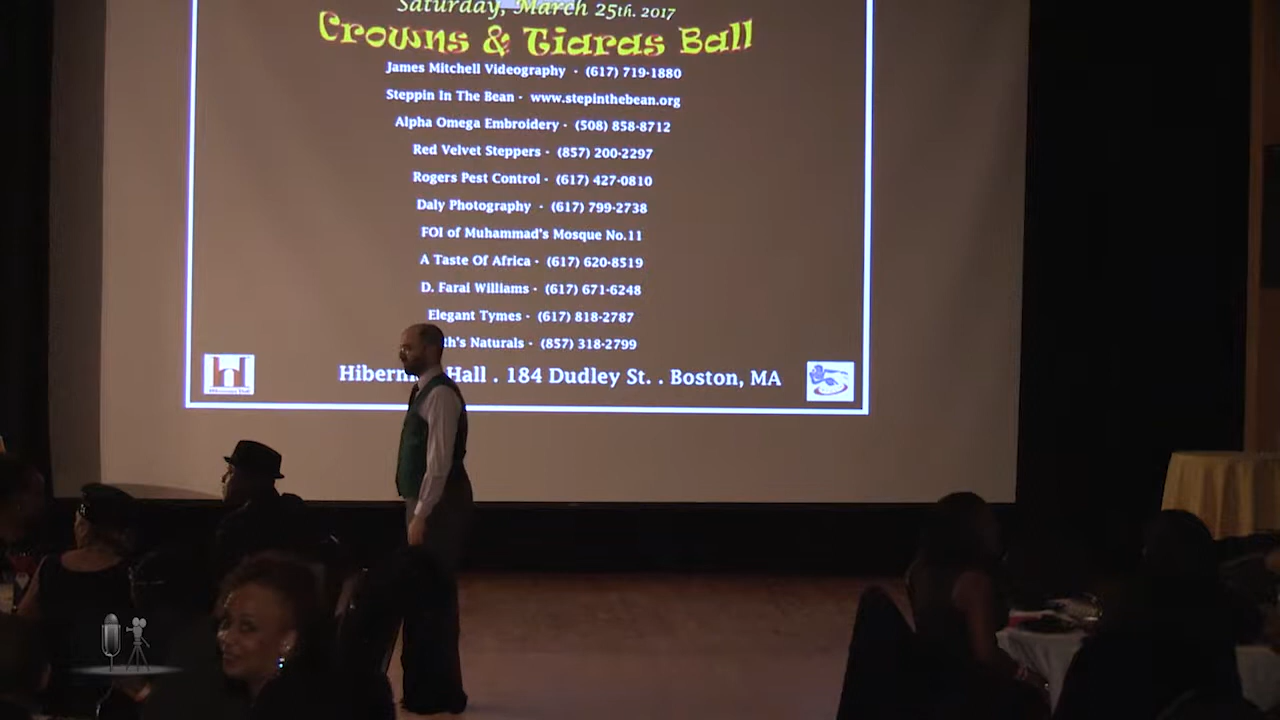 Saturday, March 25th. 2017
Crowns & Tiaras Ball
James Mitchell Videography · (617) 719-1880
Steppin In The Bean · www.stepinthebean.org
Alpha Omega Embroidery · (508) 858-8712
Red Velvet Steppers · (857) 200-2297
Rogers Pest Control · (617) 427-0810
Daly Photography · (617) 799-2738
FOI of Muhammad's Mosque No.11
A Taste Of Africa · (617) 620-8519
D. Farai Williams · (617) 671-6248
Elegant Tymes · (617) 818-2787
th's Naturals · (857) 318-2799
Hibern Hall . 184 Dudley St. . Boston, MA